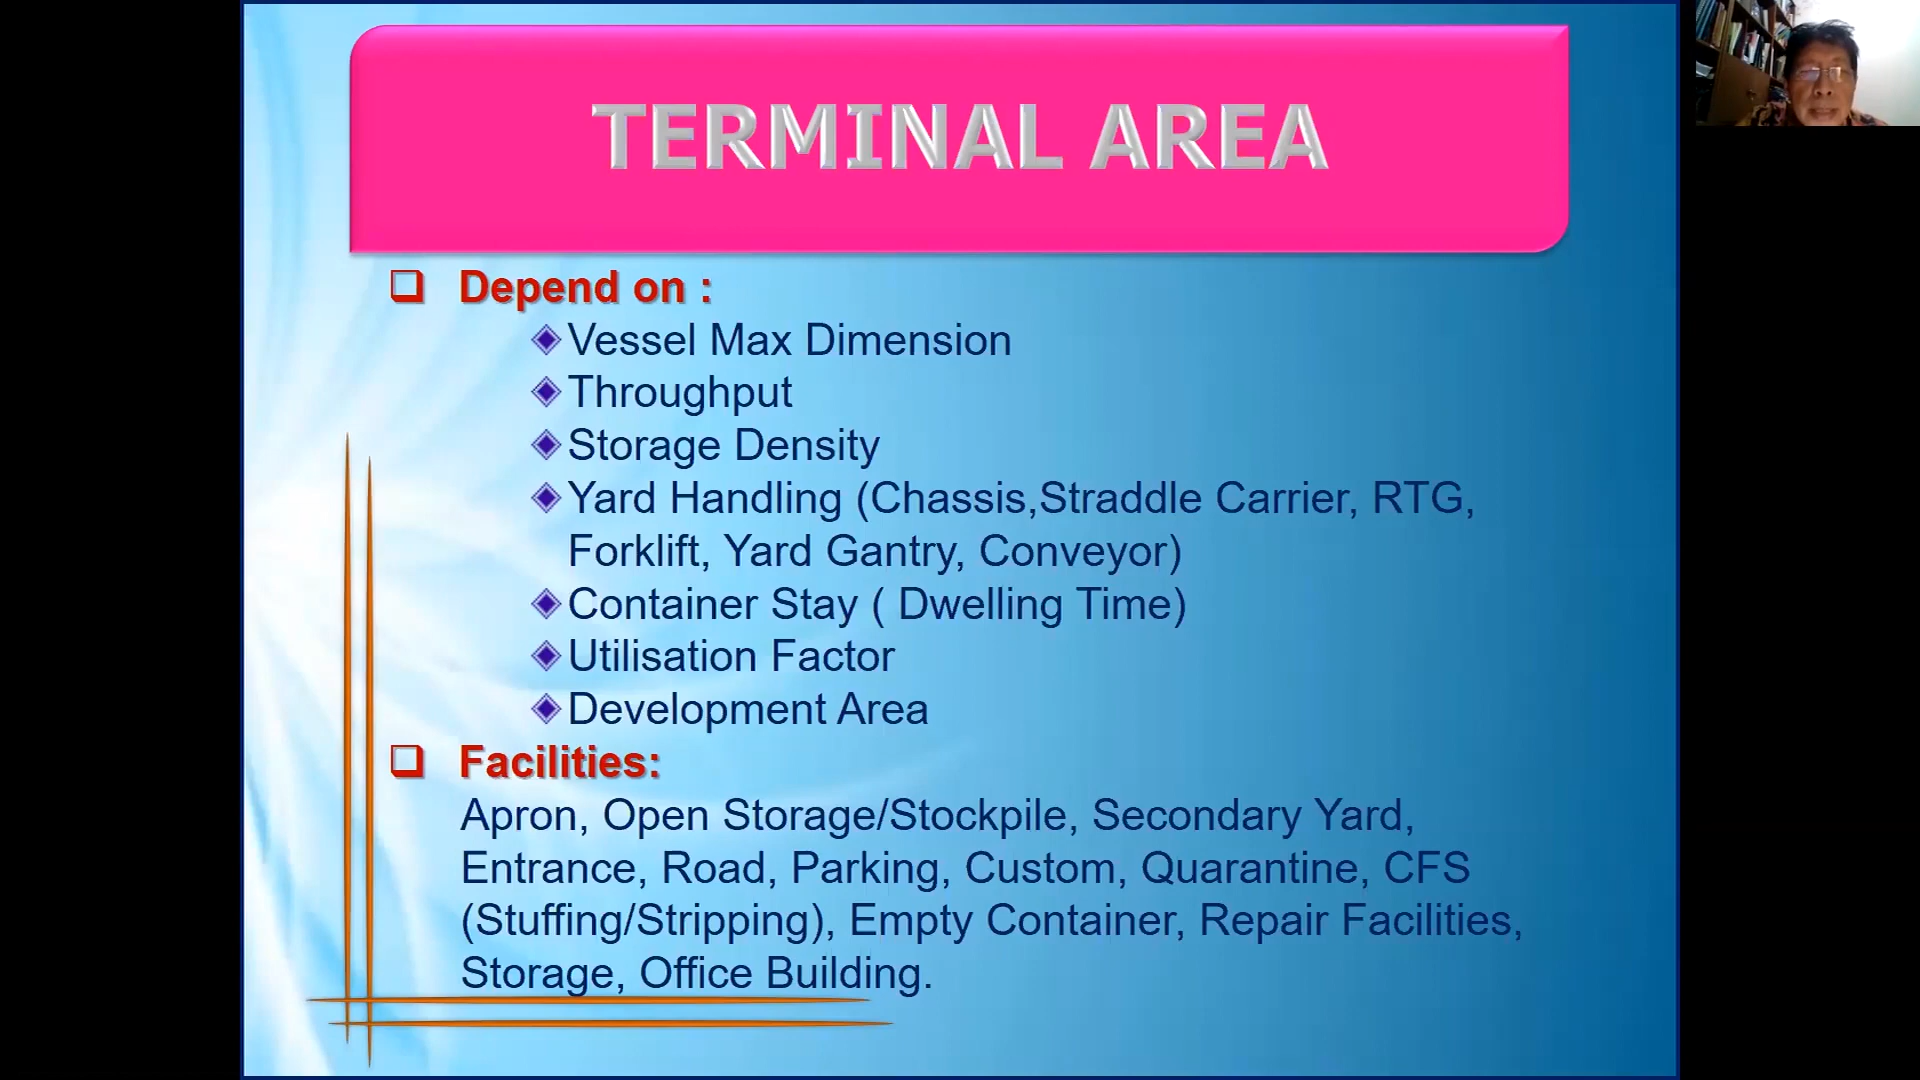 TERMINAL AREA
Depend on :
Vessel Max Dimension
Throughput
Storage Density
Yard Handling (Chassis,Straddle Carrier, RTG,
Forklift, Yard Gantry, Conveyor)
Container Stay ( Dwelling Time)
Utilisation Factor
Development Area
Facilities:
Apron, Open Storage/Stockpile, Secondary Yard,
Entrance, Road, Parking, Custom, Quarantine, CFS
(Stuffing/Stripping), Empty Container, Repair Facilities,
Storage, Office Building.